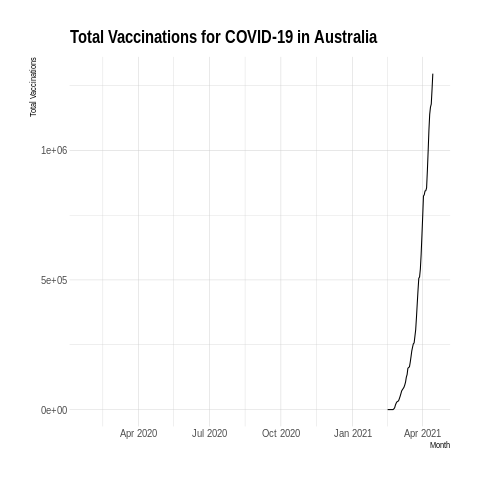 Total Vaccinations for COVID-19 in Australia
Total Vaccinations
1e+06
5e+05
0e+00
Apr 2020 Jul 2020 Oct 2020 Jan 2021 Apr 2021
Month